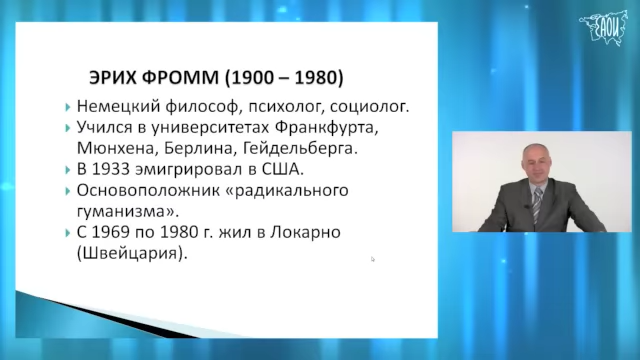 ЭРИХ ФРОММ (1900 – 1980)
Немецкий философ, психолог, социолог.
Учился в университетах Франкфурта,
Мюнхена, Берлина, Гейдельберга.
В 1933 эмигрировал в США.
Основоположник «радикального
гуманизма».
С 1969 по 1980 г. жил в Локарно
(Швейцария).
ЕАОИ